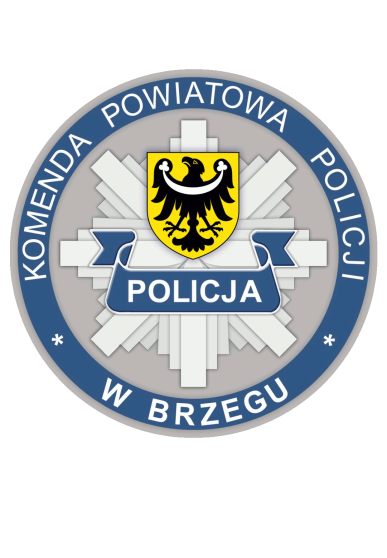 KOMENDA POWIATOWA POLICJI
POLICJA
* W BRZEGU *